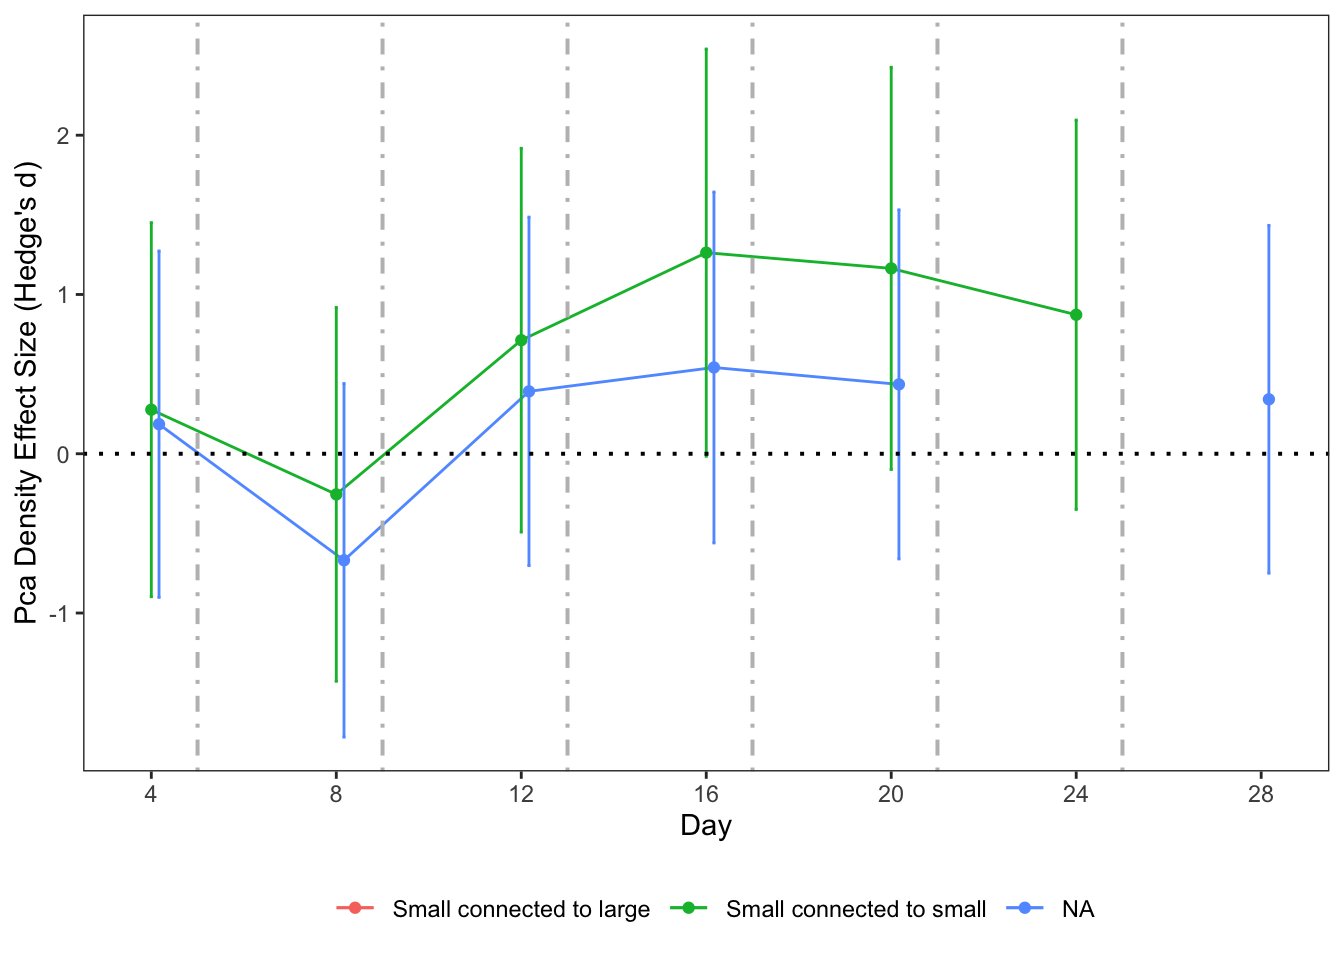 Pca Density Effect Size (Hedge's d)
2
1
0
-1
4 8 12 16 20 24 28
Day
Small connected to large Small connected to small NA